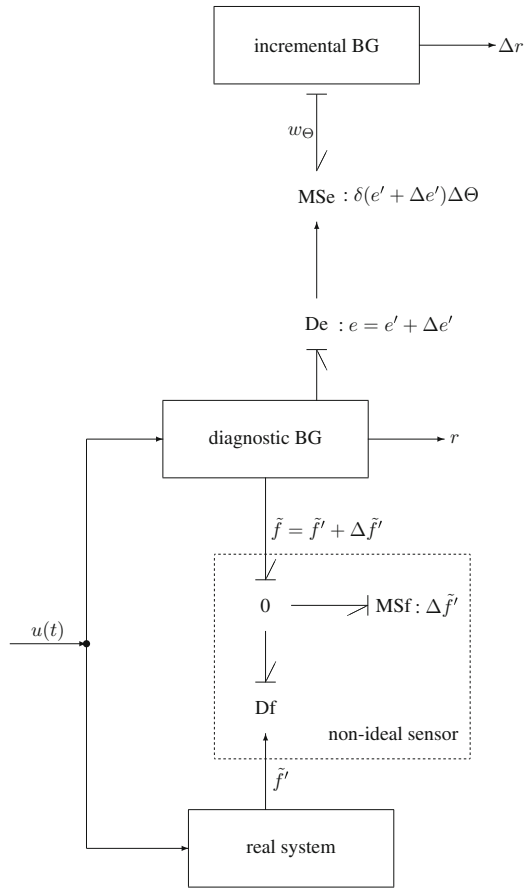 incremental BG
Δr
w_Θ
MSe : δ(e′ + Δe′)ΔΘ
De : e = e′ + Δe′
diagnostic BG
r
f̃ = f̃′ + Δf̃′
0
MSf : Δf̃′
u(t)
Df
non-ideal sensor
f̃′
real system